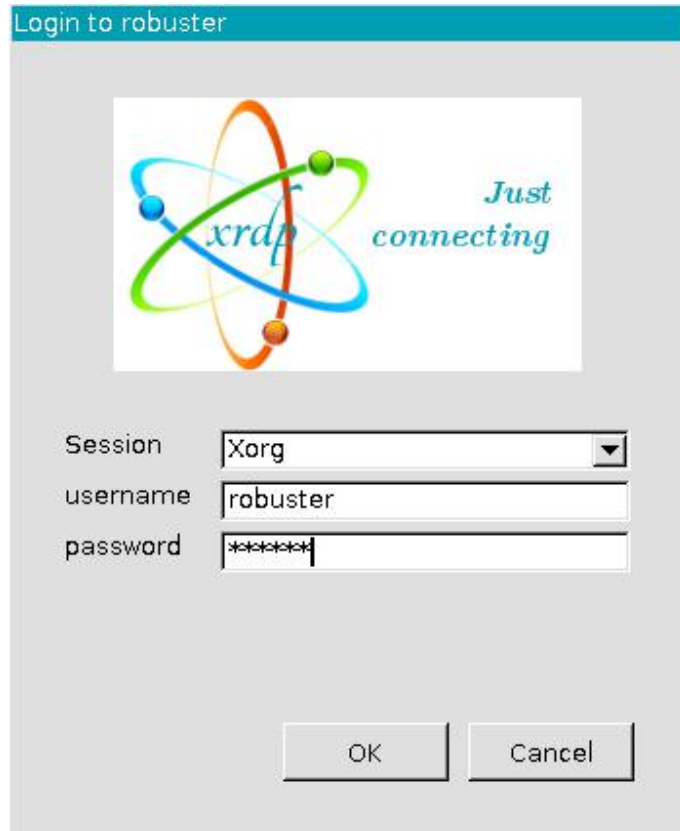 Login to robuster
xrdp
Just
connecting
Session
Xorg
username
robuster
password
******
OK
Cancel